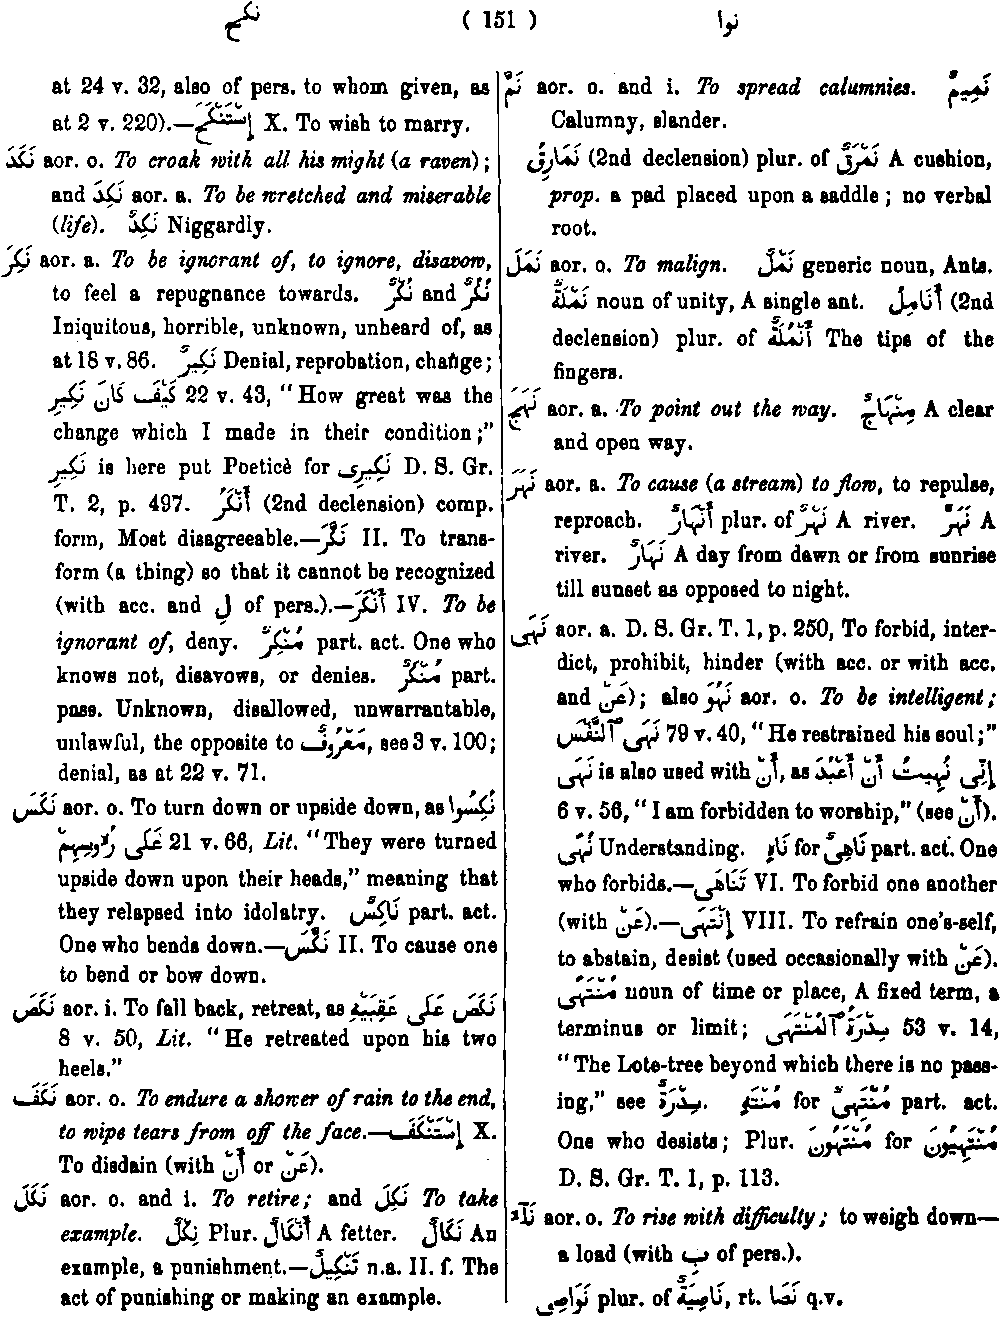 نكح ( 151 ) نوا
at 24 v. 32, also of pers. to whom given, as
at 2 v. 220).—إِسْتَنْكَحَ X. To wish to marry.
نَكَدَ aor. o. To croak with all his might (a raven);
and نَكِدَ aor. a. To be wretched and miserable
(life). نَكِدٌ Niggardly.
نَكِرَ aor. a. To be ignorant of, to ignore, disavow,
to feel a repugnance towards. نُكْرٌ and نُكُرٌ
Iniquitous, horrible, unknown, unheard of, as
at 18 v. 86. نَكِيرٌ Denial, reprobation, change;
كَيْفَ كَانَ نَكِيرِ 22 v. 43, "How great was the
change which I made in their condition;"
نَكِيرِ is here put Poeticè for نَكِيرِى D. S. Gr.
T. 2, p. 497. أَنْكَرُ (2nd declension) comp.
form, Most disagreeable.—نَكَّرَ II. To trans-
form (a thing) so that it cannot be recognized
(with acc. and ل of pers.).—أَنْكَرَ IV. To be
ignorant of, deny. مُنْكِرٌ part. act. One who
knows not, disavows, or denies. مُنْكَرٌ part.
pass. Unknown, disallowed, unwarrantable,
unlawful, the opposite to مَعْرُوفٌ, see 3 v. 100;
denial, as at 22 v. 71.
نَكَسَ aor. o. To turn down or upside down, as نُكِسُوا
عَلَى رُءُوسِهِمْ 21 v. 66, Lit. "They were turned
upside down upon their heads," meaning that
they relapsed into idolatry. نَاكِسٌ part. act.
One who bends down.—نَكَّسَ II. To cause one
to bend or bow down.
نَكَصَ aor. i. To fall back, retreat, as نَكَصَ عَلَى عَقِبَيْهِ
8 v. 50, Lit. "He retreated upon his two
heels."
نَكَفَ aor. o. To endure a shower of rain to the end,
to wipe tears from off the face.—إِسْتَنْكَفَ X.
To disdain (with أَنْ or عَنْ).
نَكَلَ aor. o. and i. To retire; and نَكِلَ To take
example. نِكْلٌ Plur. أَنْكَالٌ A fetter. نَكَالٌ An
example, a punishment.—تَنْكِيلٌ n.a. II. f. The
act of punishing or making an example.
نَمَّ aor. o. and i. To spread calumnies. نَمِيمٌ
Calumny, slander.
نَمَارِقُ (2nd declension) plur. of نَمْرَقٌ A cushion,
prop. a pad placed upon a saddle; no verbal
root.
نَمَلَ aor. o. To malign. نَمْلٌ generic noun, Ants.
نَمْلَةٌ noun of unity, A single ant. أَنَامِلُ (2nd
declension) plur. of أَنْمُلَةٌ The tips of the
fingers.
نَهَجَ aor. a. To point out the way. مِنْهَاجٌ A clear
and open way.
نَهَرَ aor. a. To cause (a stream) to flow, to repulse,
reproach. أَنْهَارٌ plur. of نَهْرٌ A river. نَهَرٌ A
river. نَهَارٌ A day from dawn or from sunrise
till sunset as opposed to night.
نَهَى aor. a. D. S. Gr. T. 1, p. 250, To forbid, inter-
dict, prohibit, hinder (with acc. or with acc.
and عَنْ); also نَهُوَ aor. o. To be intelligent;
نَهَى ٱلنَّفْسَ 79 v. 40, "He restrained his soul;"
نَهَى is also used with أَنْ, as إِنِّى نُهِيتُ أَنْ أَعْبُدَ
6 v. 56, "I am forbidden to worship," (see أَنْ).
نُهًى Understanding. نَاهٍ for نَاهِىٌ part. act. One
who forbids.—تَنَاهَى VI. To forbid one another
(with عَنْ).—إِنْتَهَى VIII. To refrain one's-self,
to abstain, desist (used occasionally with عَنْ).
مُنْتَهًى noun of time or place, A fixed term, a
terminus or limit; سِدْرَةُ ٱلْمُنْتَهَى 53 v. 14,
"The Lote-tree beyond which there is no pass-
ing," see سِدْرَةٌ. مُنْتَهٍ for مُنْتَهِىٌ part. act.
One who desists; Plur. مُنْتَهُونَ for مُنْتَهِيُونَ
D. S. Gr. T. 1, p. 113.
نَآءَ aor. o. To rise with difficulty; to weigh down—
a load (with بِ of pers.).
نَوَاصِى plur. of نَاصِيَةٌ, rt. نَصَا q.v.